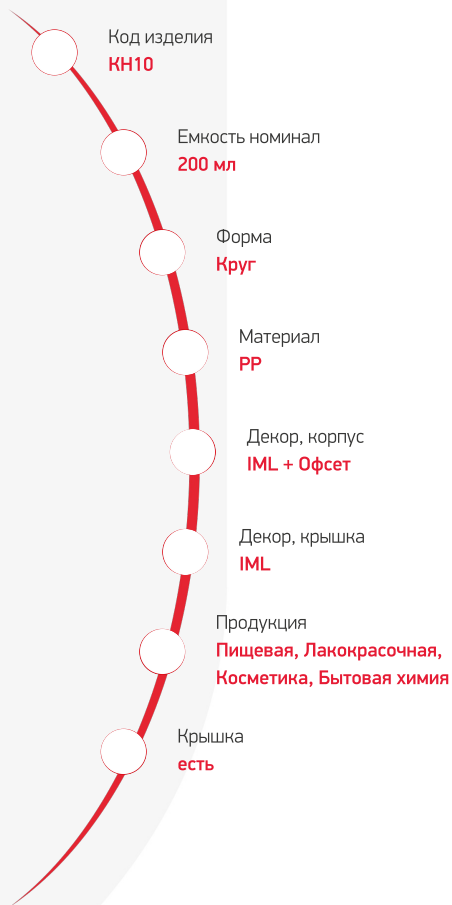 Код изделия
КН10
Емкость номинал
200 мл
Форма
Круг
Материал
PP
Декор, корпус
IML + Офсет
Декор, крышка
IML
Продукция
Пищевая, Лакокрасочная,
Косметика, Бытовая химия
Крышка
есть